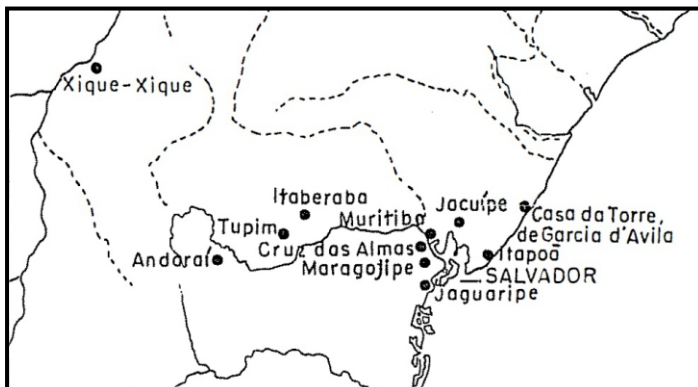 Xique-Xique
Itaberaba
Jacuípe
Tupim
Muritiba
Casa da Torre,
de Garcia d'Avila
Cruz das Almas
Itapoã
Andaraí
Maragojipe
SALVADOR
Jaguaripe